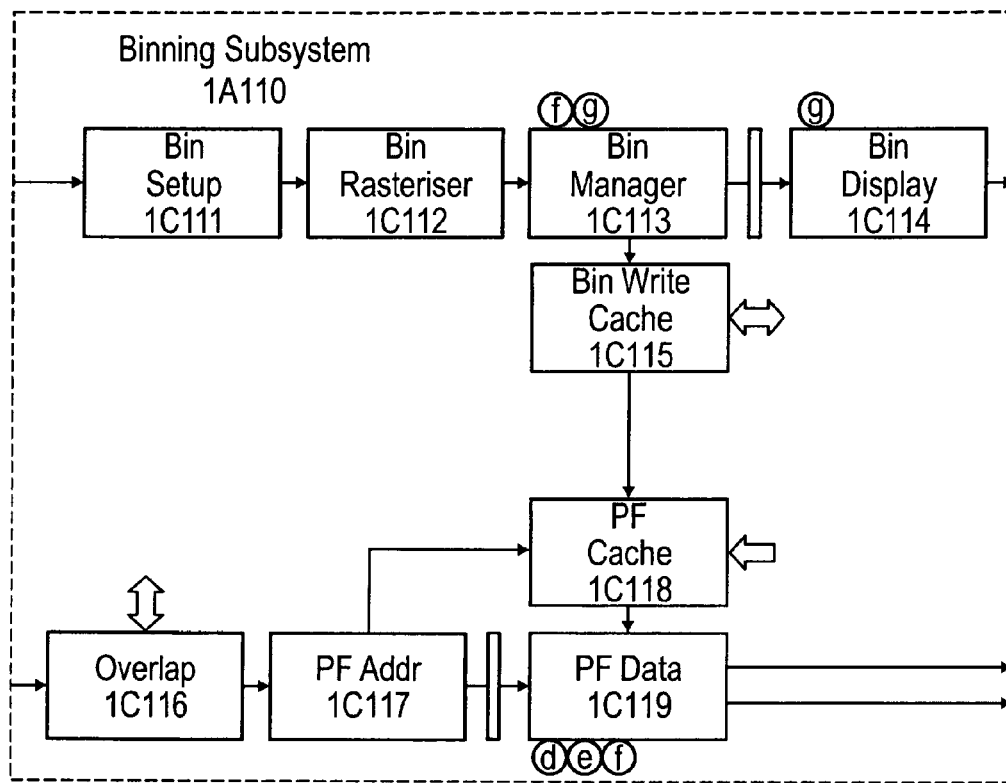 Binning Subsystem
1A110
f g
g
Bin
Setup
1C111
Bin
Rasteriser
1C112
Bin
Manager
1C113
Bin
Display
1C114
Bin Write
Cache
1C115
PF
Cache
1C118
Overlap
1C116
PF Addr
1C117
PF Data
1C119
d e f